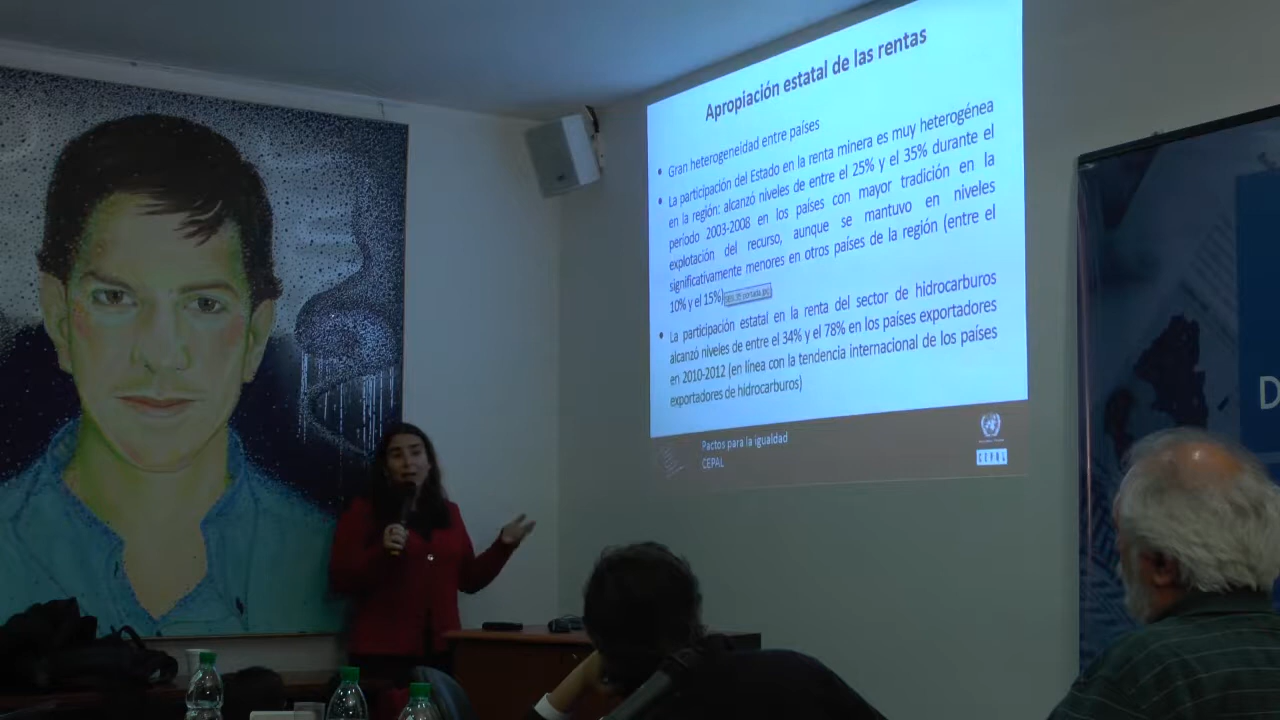 Apropiación estatal de las rentas
• Gran heterogeneidad entre países
• La participación del Estado en la renta minera es muy heterogénea
en la región: alcanzó niveles de entre el 25% y el 35% durante el
período 2003-2008 en los países con mayor tradición en la
explotación del recurso, aunque se mantuvo en niveles
significativamente menores en otros países de la región (entre el
10% y el 15%)
• La participación estatal en la renta del sector de hidrocarburos
alcanzó niveles de entre el 34% y el 78% en los países exportadores
en 2010-2012 (en línea con la tendencia internacional de los países
exportadores de hidrocarburos)
Pactos para la igualdad
CEPAL
CEPAL
D